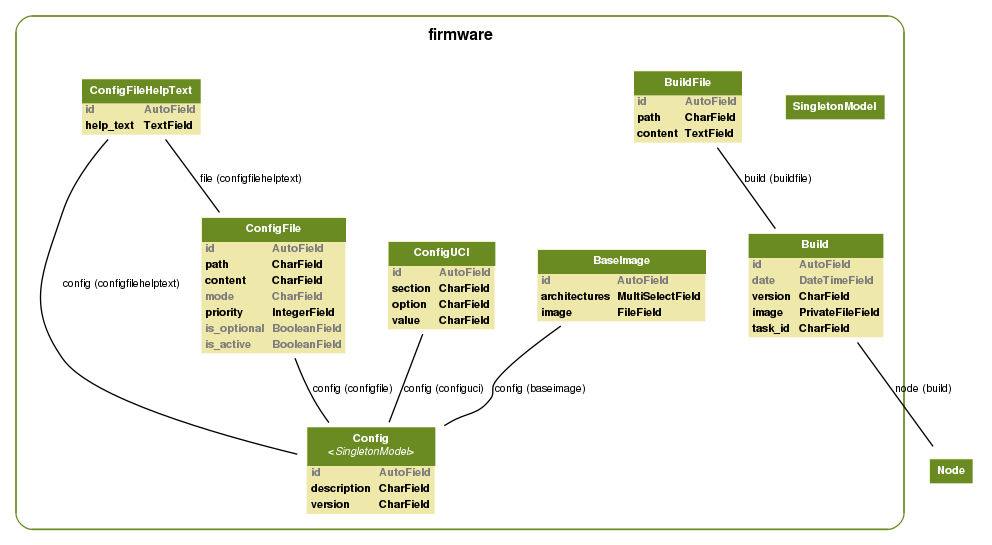 firmware
ConfigFileHelpText
id AutoField
help_text TextField
BuildFile
id AutoField
path CharField
content TextField
SingletonModel
file (configfilehelptext)
build (buildfile)
ConfigFile
id AutoField
path CharField
content CharField
mode CharField
priority IntegerField
is_optional BooleanField
is_active BooleanField
ConfigUCI
id AutoField
section CharField
option CharField
value CharField
BaseImage
id AutoField
architectures MultiSelectField
image FileField
Build
id AutoField
date DateTimeField
version CharField
image PrivateFileField
task_id CharField
config (configfilehelptext)
config (configfile)
config (configuci)
config (baseimage)
node (build)
Config
<SingletonModel>
id AutoField
description CharField
version CharField
Node